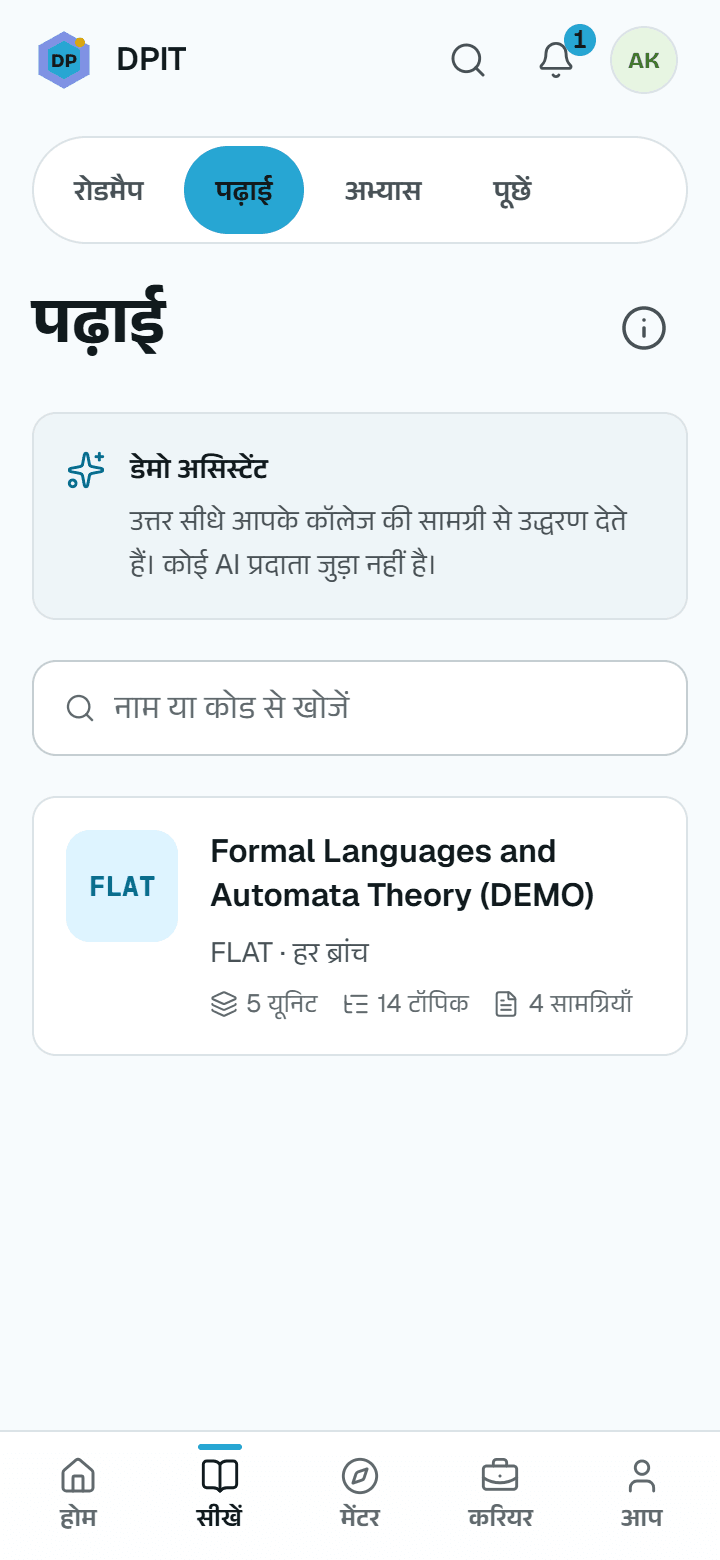 DP DPIT 1 AK
रोडमैप पढ़ाई अभ्यास पूछें
पढ़ाई
डेमो असिस्टेंट
उत्तर सीधे आपके कॉलेज की सामग्री से उद्धरण देते
हैं। कोई AI प्रदाता जुड़ा नहीं है।
नाम या कोड से खोजें
FLAT
Formal Languages and
Automata Theory (DEMO)
FLAT · हर ब्रांच
5 यूनिट 14 टॉपिक 4 सामग्रियाँ
होम सीखें मेंटर करियर आप